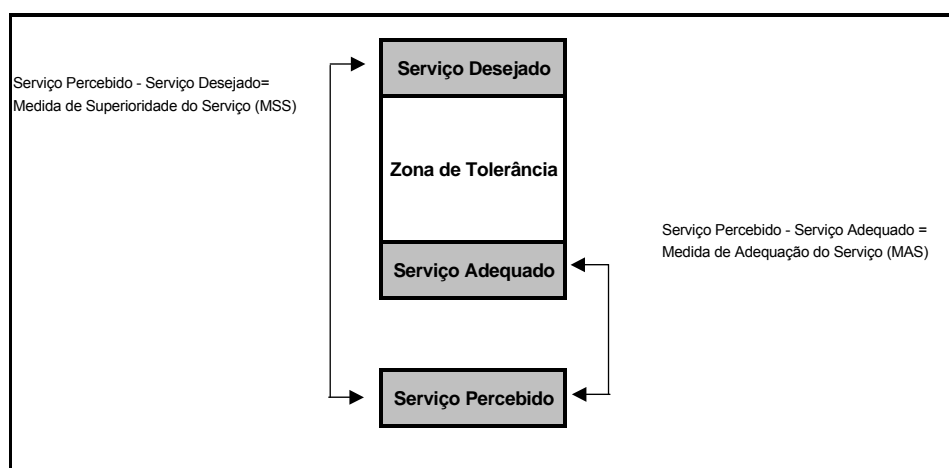 Serviço Desejado
Serviço Percebido - Serviço Desejado=
Medida de Superioridade do Serviço (MSS)
Zona de Tolerância
Serviço Percebido - Serviço Adequado =
Medida de Adequação do Serviço (MAS)
Serviço Adequado
Serviço Percebido